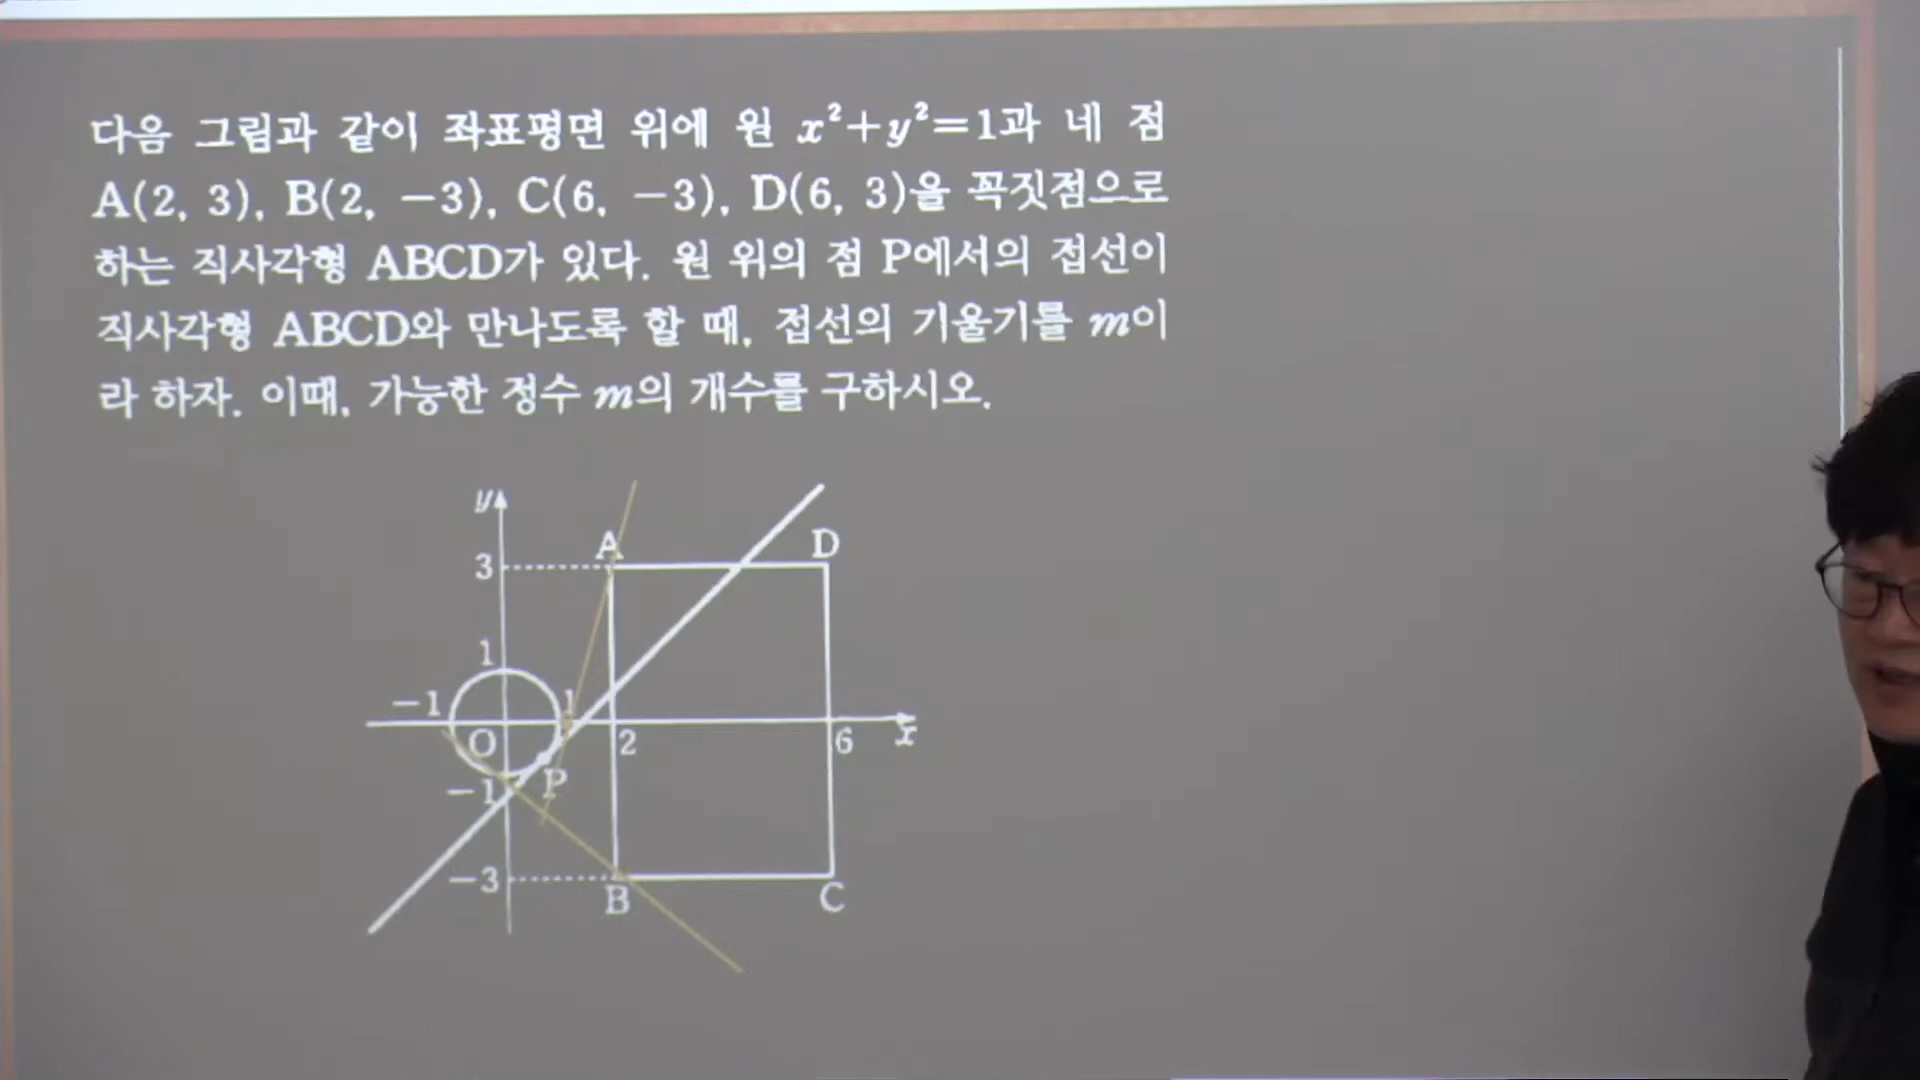 다음 그림과 같이 좌표평면 위에 원 x²+y²=1과 네 점
A(2, 3), B(2, −3), C(6, −3), D(6, 3)을 꼭짓점으로
하는 직사각형 ABCD가 있다. 원 위의 점 P에서의 접선이
직사각형 ABCD와 만나도록 할 때, 접선의 기울기를 m이
라 하자. 이때, 가능한 정수 m의 개수를 구하시오.
y
A
D
3
1
−1
1
O
2
6
x
−1
P
−3
B
C